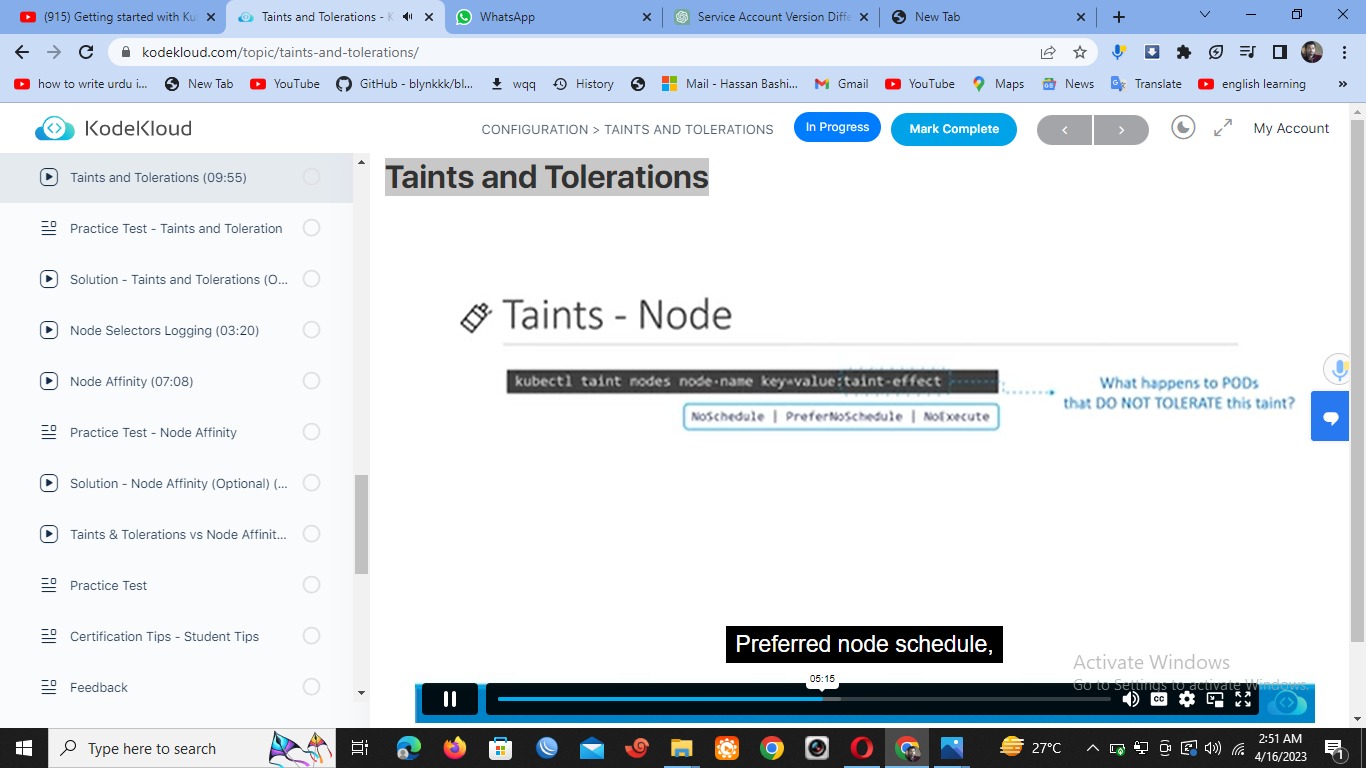 (915) Getting started with Ku
Taints and Tolerations - K
WhatsApp
Service Account Version Diffe
New Tab
kodekloud.com/topic/taints-and-tolerations/
how to write urdu i...
New Tab
YouTube
GitHub - blynkkk/bl...
wqq
History
Mail - Hassan Bashi...
Gmail
YouTube
Maps
News
Translate
english learning
»
KodeKloud
CONFIGURATION > TAINTS AND TOLERATIONS
In Progress
Mark Complete
My Account
Taints and Tolerations (09:55)
Practice Test - Taints and Toleration
Solution - Taints and Tolerations (O...
Node Selectors Logging (03:20)
Node Affinity (07:08)
Practice Test - Node Affinity
Solution - Node Affinity (Optional) (...
Taints & Tolerations vs Node Affinit...
Practice Test
Certification Tips - Student Tips
Feedback
Taints and Tolerations
Taints - Node
kubectl taint nodes node-name key=value:taint-effect
NoSchedule | PreferNoSchedule | NoExecute
What happens to PODs
that DO NOT TOLERATE this taint?
Preferred node schedule,
Activate Windows
Go to Settings to activate Windows.
05:15
CC
Type here to search
27°C
2:51 AM
4/16/2023
1